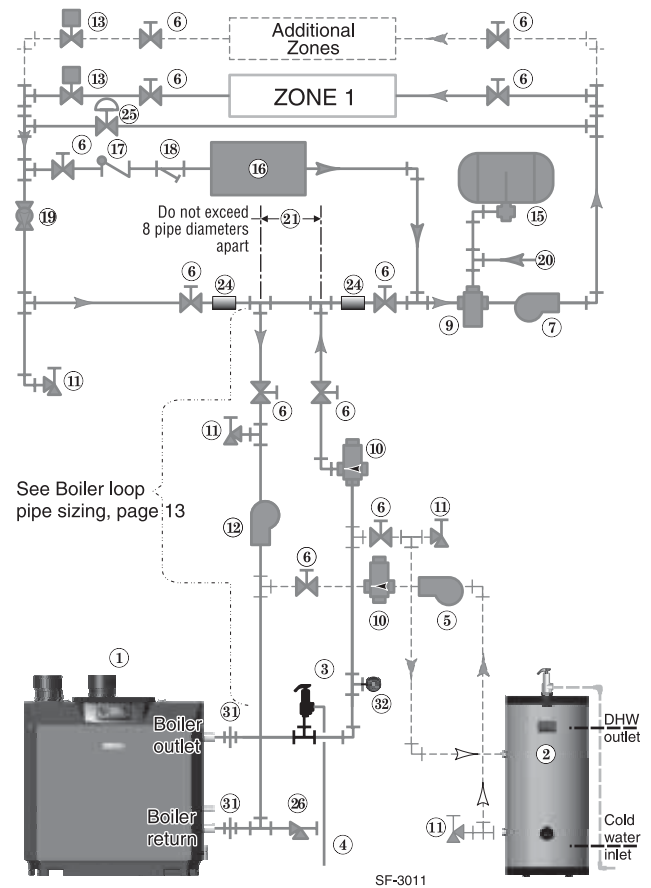 13
6
Additional
Zones
6
13
6
ZONE 1
6
25
6
17
18
16
15
19
Do not exceed
8 pipe diameters
apart
21
20
6
24
24
6
9
7
11
6
6
11
10
See Boiler loop
pipe sizing, page 13
12
6
11
6
10
5
1
3
32
31
Boiler
outlet
2
DHW
outlet
31
26
Boiler
return
4
11
Cold
water
inlet
SF-3011